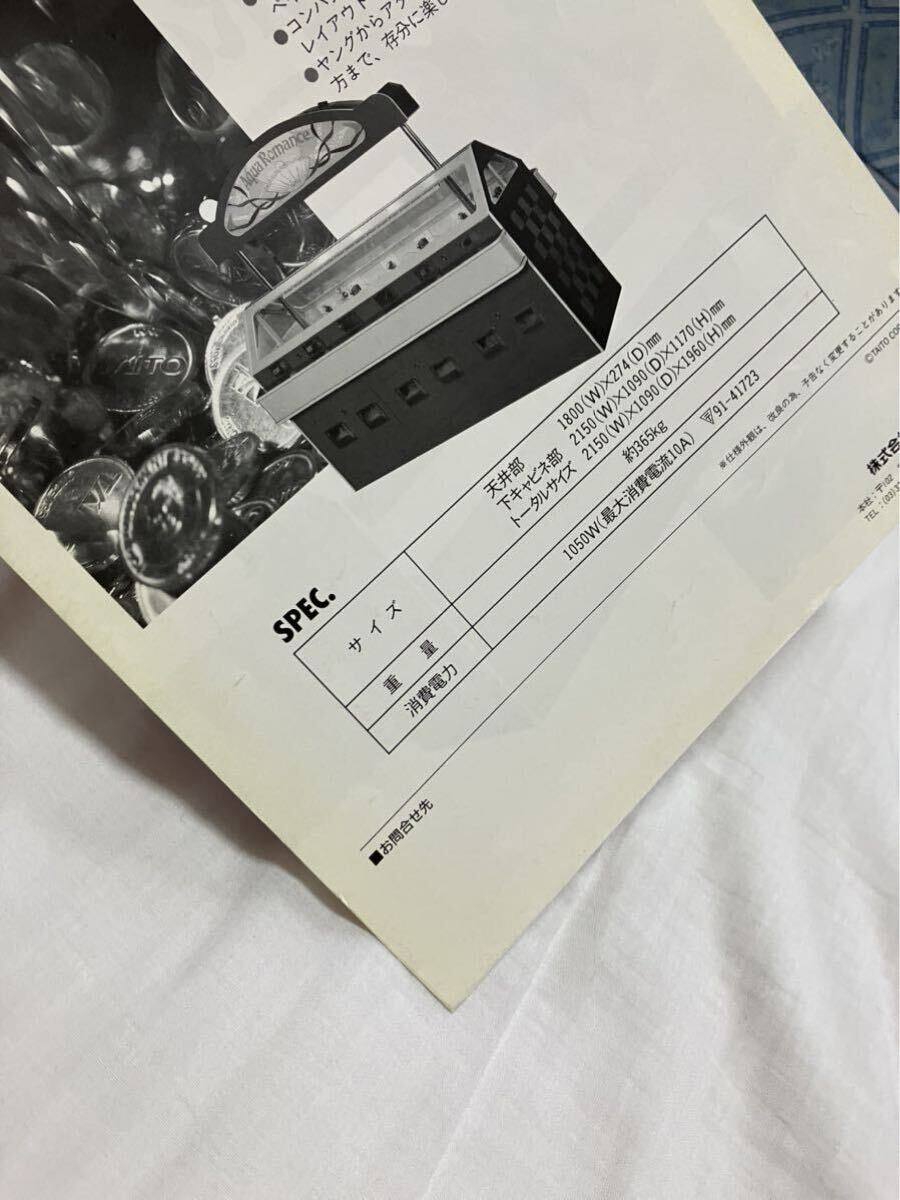 ●コンパ
レイアウト
●ヤングからアダ
方まで、存分に楽し
Aqua Romance
TAITO
SPEC.
サイズ
天井部 1800(W)×274(D)mm
下キャビネ部 2150(W)×1090(D)×1170(H)mm
トータルサイズ 2150(W)×1090(D)×1960(H)mm
重量 約365kg
消費電力 1050W(最大消費電流10A) 91-41723
※仕様外観は、改良の為、予告なく変更することがあります
©TAITO CO
株式会
本社:〒102
TEL:(03)3
■お問合せ先